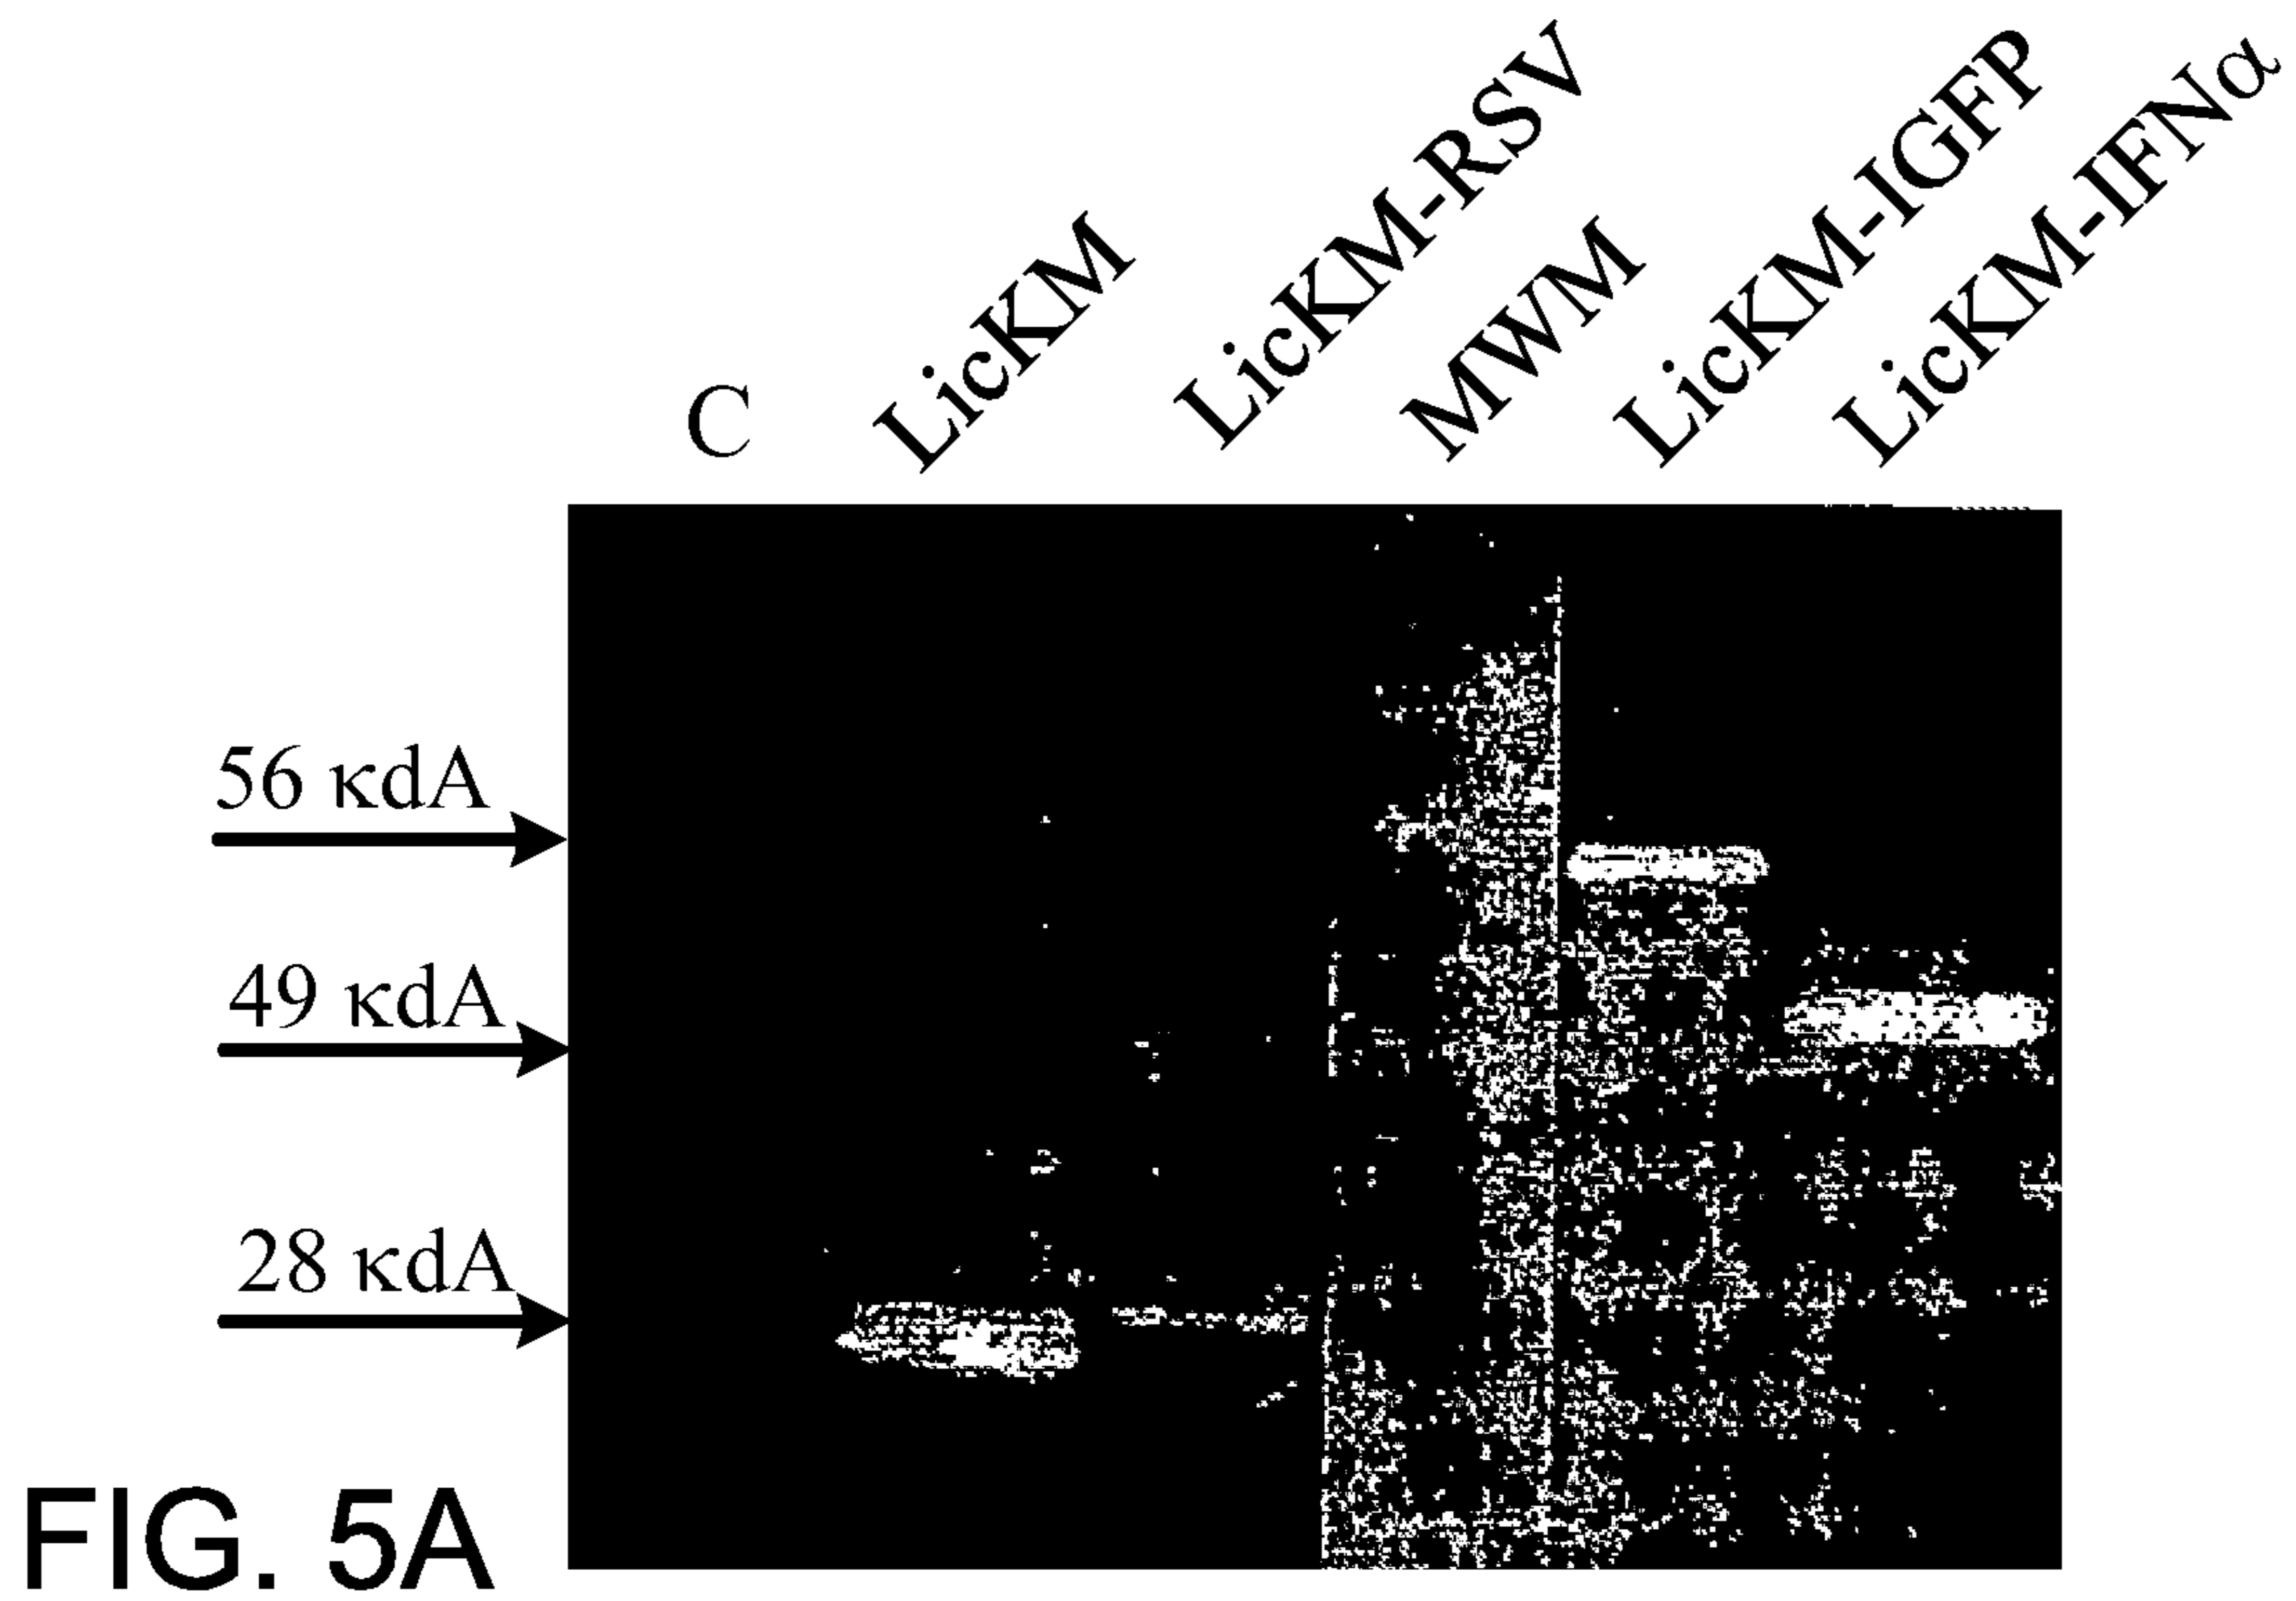 C
LicKM
LicKM-RSV
MWM
LicKM-IGFP
LicKM-IFNα
56 κdA
49 κdA
28 κdA
FIG. 5A